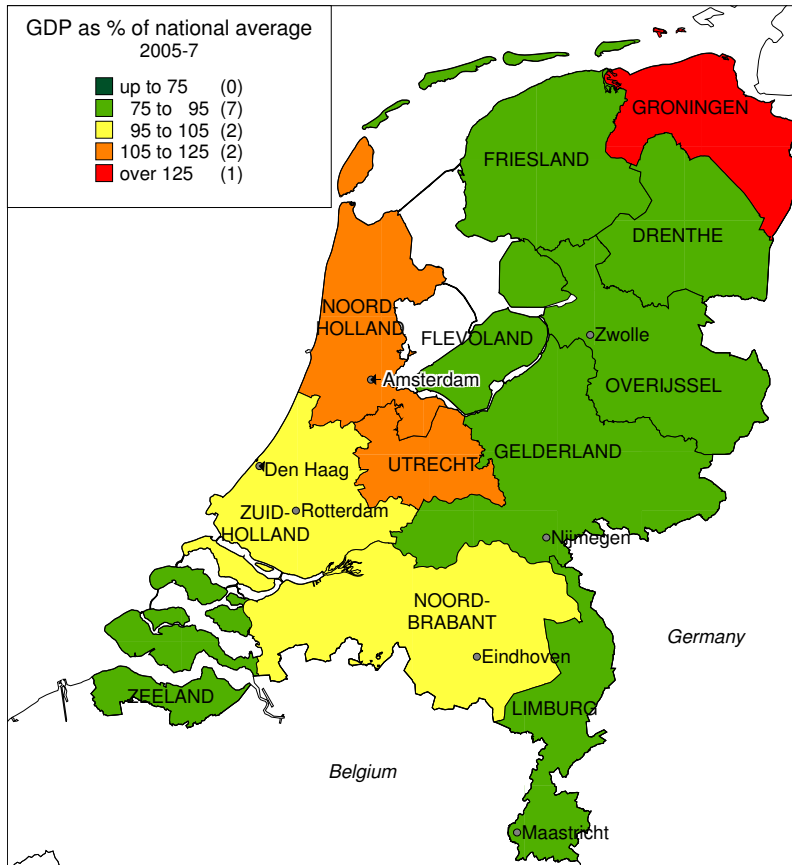 GDP as % of national average
2005-7
up to 75 (0)
75 to 95 (7)
95 to 105 (2)
105 to 125 (2)
over 125 (1)
GRONINGEN
FRIESLAND
DRENTHE
NOORD-
HOLLAND
FLEVOLAND
Zwolle
Amsterdam
OVERIJSSEL
GELDERLAND
UTRECHT
Den Haag
Rotterdam
ZUID-
HOLLAND
Nijmegen
NOORD-
BRABANT
Germany
Eindhoven
ZEELAND
LIMBURG
Belgium
Maastricht